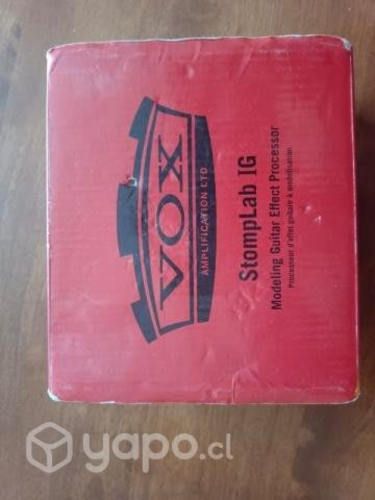 VOX
AMPLIFICATION LTD
StompLab IG
Modeling Guitar Effect Processor
Processeur d'effet guitare à modélisation
yapo.cl